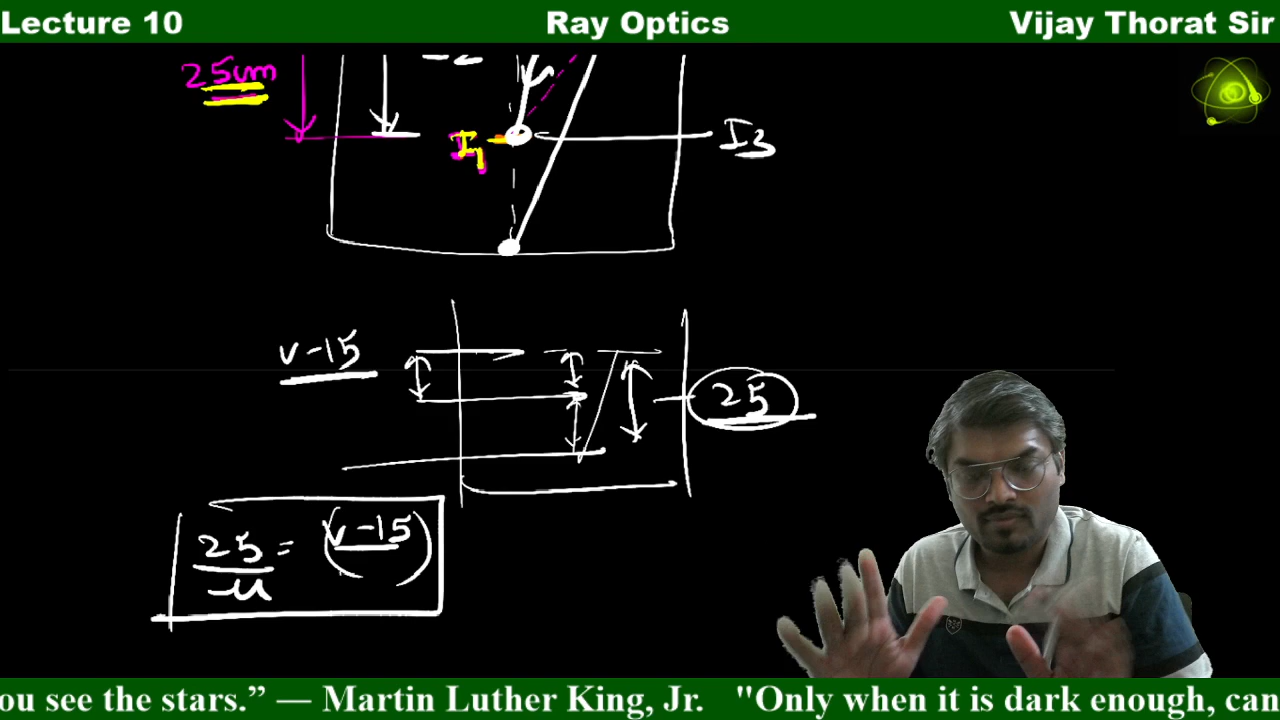 Lecture 10 Ray Optics Vijay Thorat Sir
25cm
I₁
I₃
v-15
25
25/μ = (v-15)
ou see the stars.” — Martin Luther King, Jr. "Only when it is dark enough, can